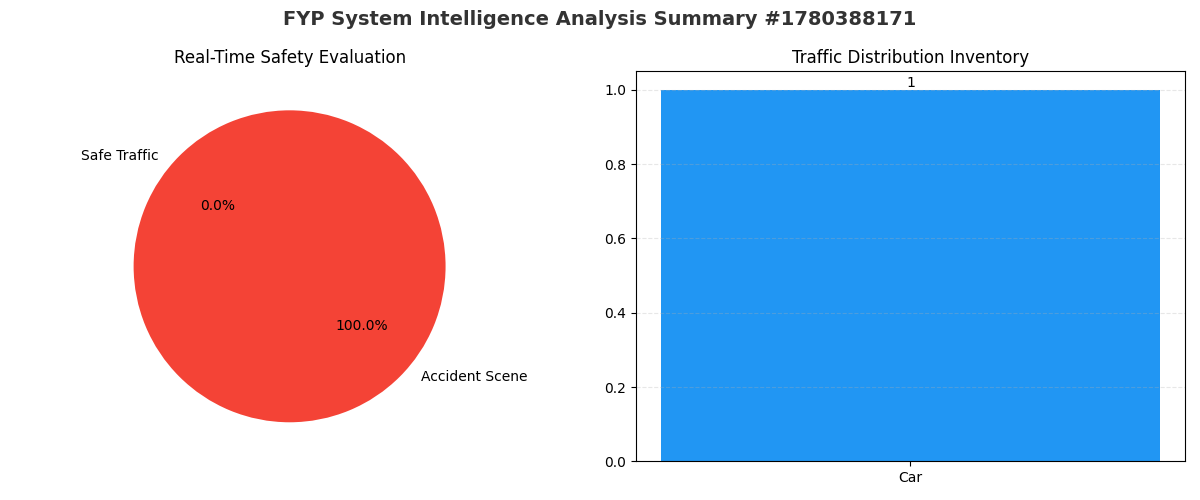 FYP System Intelligence Analysis Summary #1780388171
Real-Time Safety Evaluation
Safe Traffic
0.0%
100.0%
Accident Scene
Traffic Distribution Inventory
1
1.0
0.8
0.6
0.4
0.2
0.0
Car